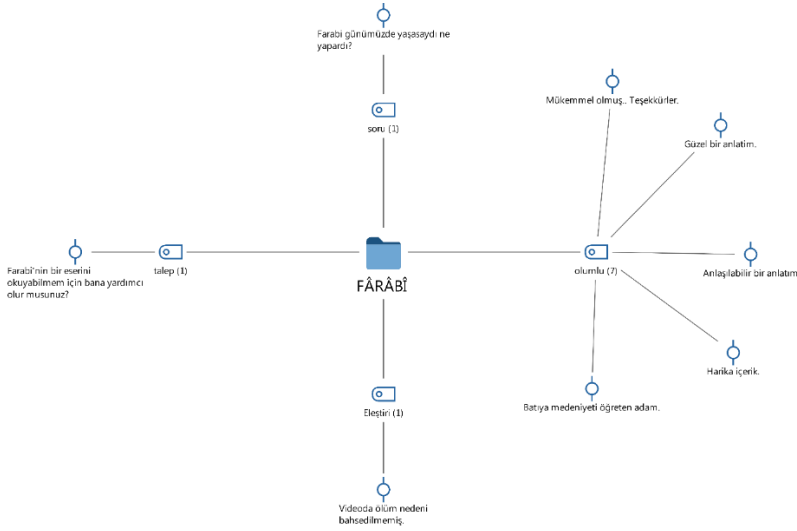 Farabi günümüzde yaşasaydı ne
yapardı?
soru (1)
Mükemmel olmuş.. Teşekkürler.
Güzel bir anlatim.
Farabi'nin bir eserini
okuyabilmem için bana yardımcı
olur musunuz?
talep (1)
FÂRÂBÎ
olumlu (7)
Anlaşılabilir bir anlatım
Harika içerik.
Batıya medeniyeti öğreten adam.
Eleştiri (1)
Videoda ölüm nedeni
bahsedilmemiş.